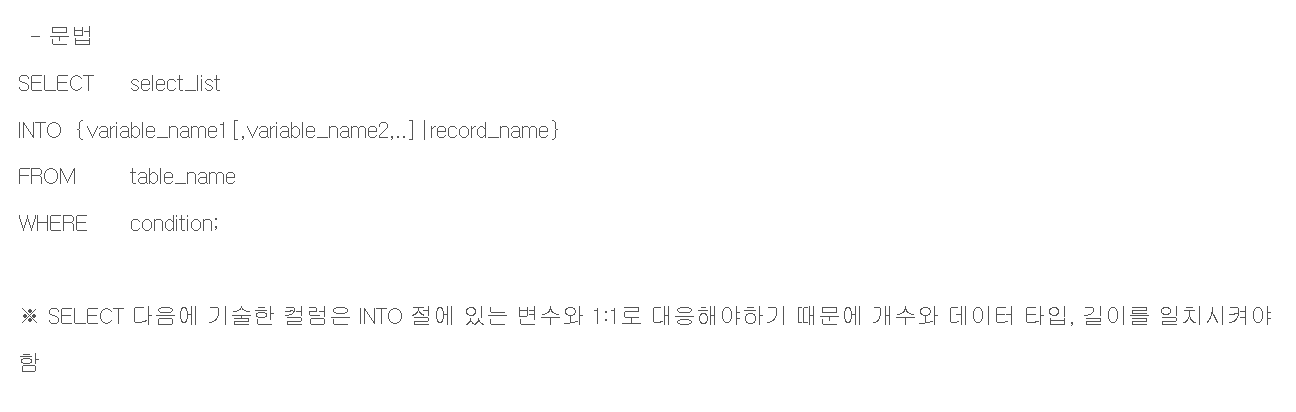 - 문법
SELECT select_list
INTO {variable_name1[,variable_name2,..]|record_name}
FROM table_name
WHERE condition;
※ SELECT 다음에 기술한 컬럼은 INTO 절에 있는 변수와 1:1로 대응해야하기 때문에 개수와 데이터 타입, 길이를 일치시켜야
함